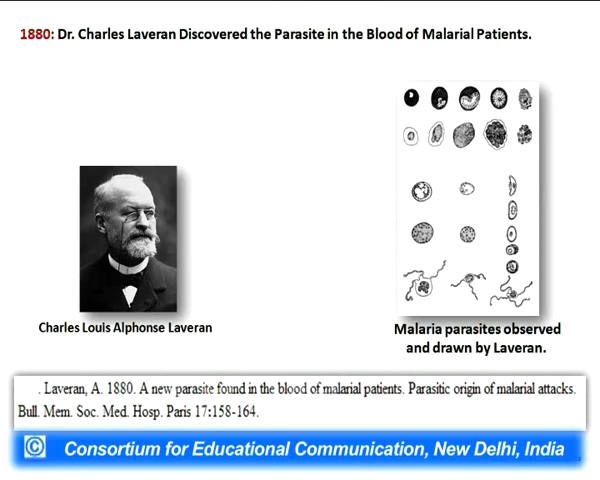 1880: Dr. Charles Laveran Discovered the Parasite in the Blood of Malarial Patients.
Charles Louis Alphonse Laveran
Malaria parasites observed
and drawn by Laveran.
. Laveran, A. 1880. A new parasite found in the blood of malarial patients. Parasitic origin of malarial attacks.
Bull. Mem. Soc. Med. Hosp. Paris 17:158-164.
© Consortium for Educational Communication, New Delhi, India